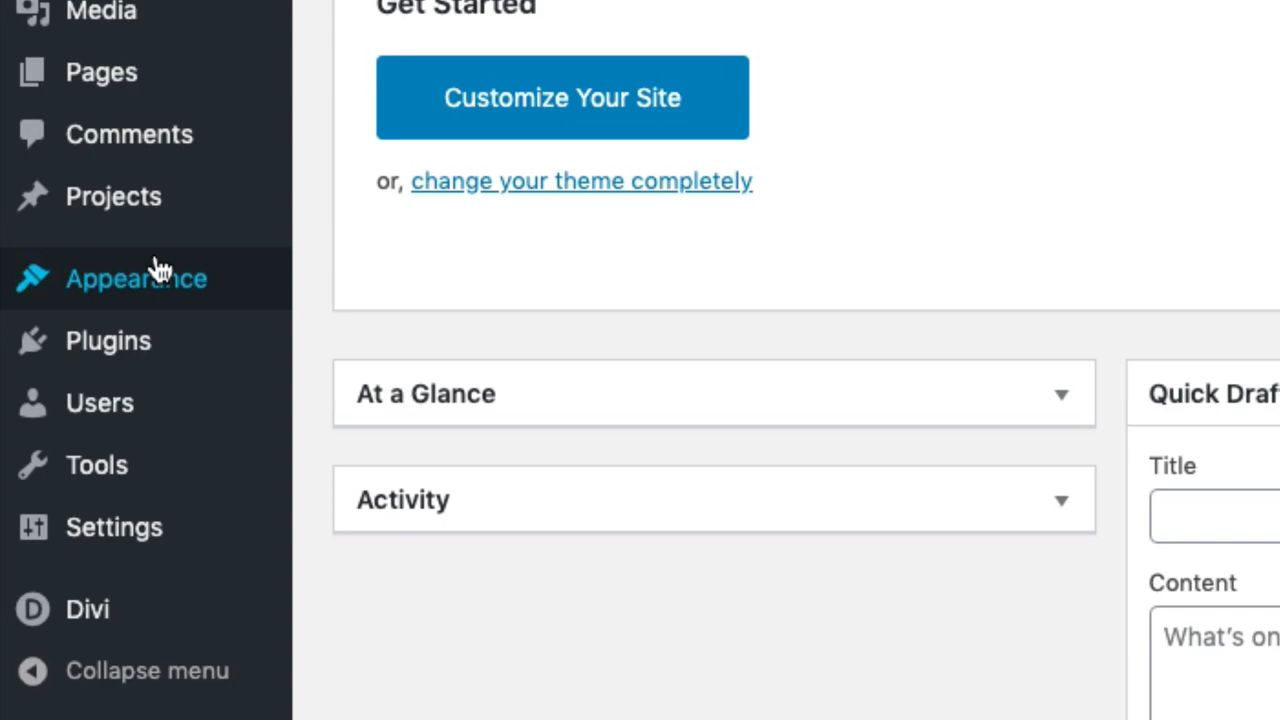 Media
Pages
Comments
Projects
Appearance
Plugins
Users
Tools
Settings
Divi
Collapse menu
Get Started
Customize Your Site
or, change your theme completely
At a Glance
Activity
Quick Draf
Title
Content
What's on